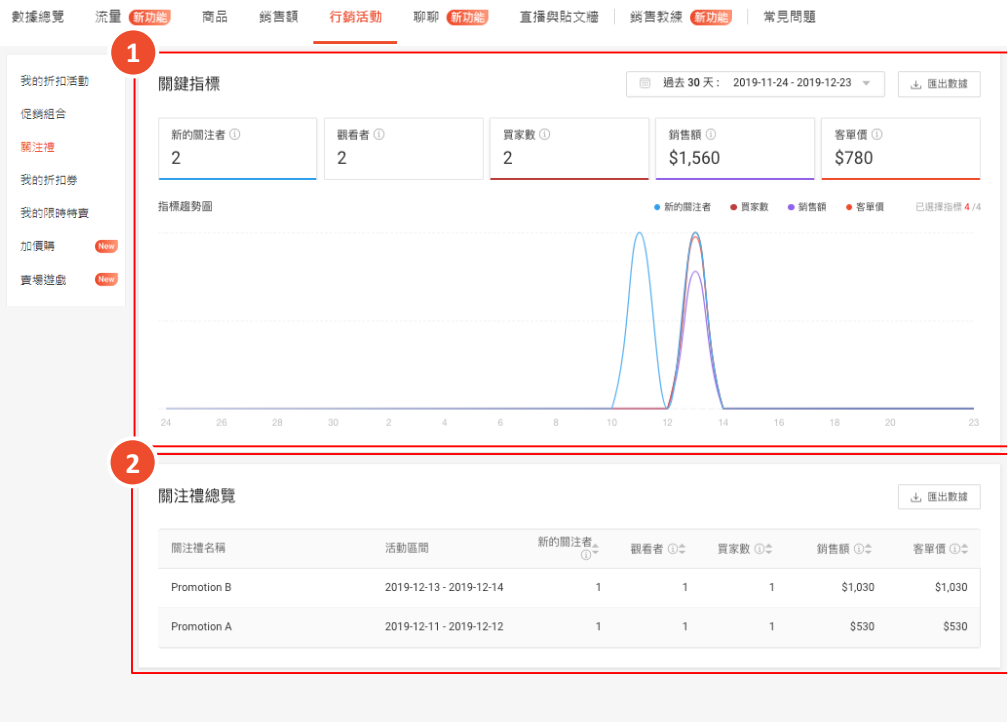 數據總覽 流量 新功能 商品 銷售額 行銷活動 聊聊 新功能 直播與貼文牆 銷售教練 新功能 常見問題
1
我的折扣活動
促銷組合
關注禮
我的折扣券
我的限時特賣
加價購 New
賣場遊戲 New
關鍵指標
過去 30 天： 2019-11-24 - 2019-12-23
匯出數據
新的關注者 觀看者 買家數 銷售額 客單價
2 2 2 $1,560 $780
指標趨勢圖
新的關注者 買家數 銷售額 客單價 已選擇指標 4 /4
24 26 28 30 2 4 6 8 10 12 14 16 18 20 23
2
關注禮總覽
匯出數據
關注禮名稱 活動區間 新的關注者 觀看者 買家數 銷售額 客單價
Promotion B 2019-12-13 - 2019-12-14 1 1 1 $1,030 $1,030
Promotion A 2019-12-11 - 2019-12-12 1 1 1 $530 $530